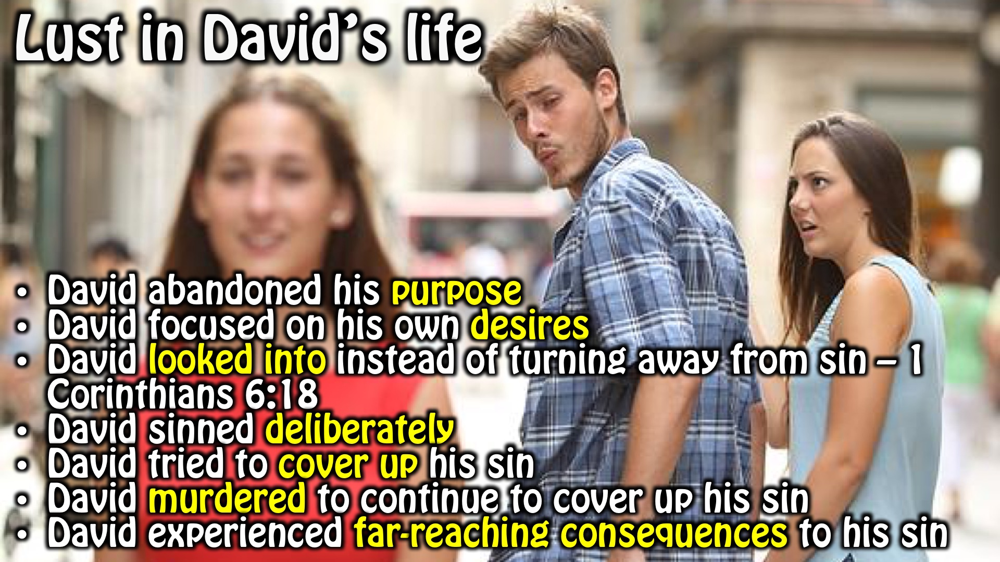 Lust in David’s life
• David abandoned his purpose
• David focused on his own desires
• David looked into instead of turning away from sin – 1
Corinthians 6:18
• David sinned deliberately
• David tried to cover up his sin
• David murdered to continue to cover up his sin
• David experienced far-reaching consequences to his sin